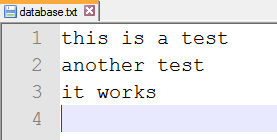 database.txt
1 this is a test
2 another test
3 it works
4